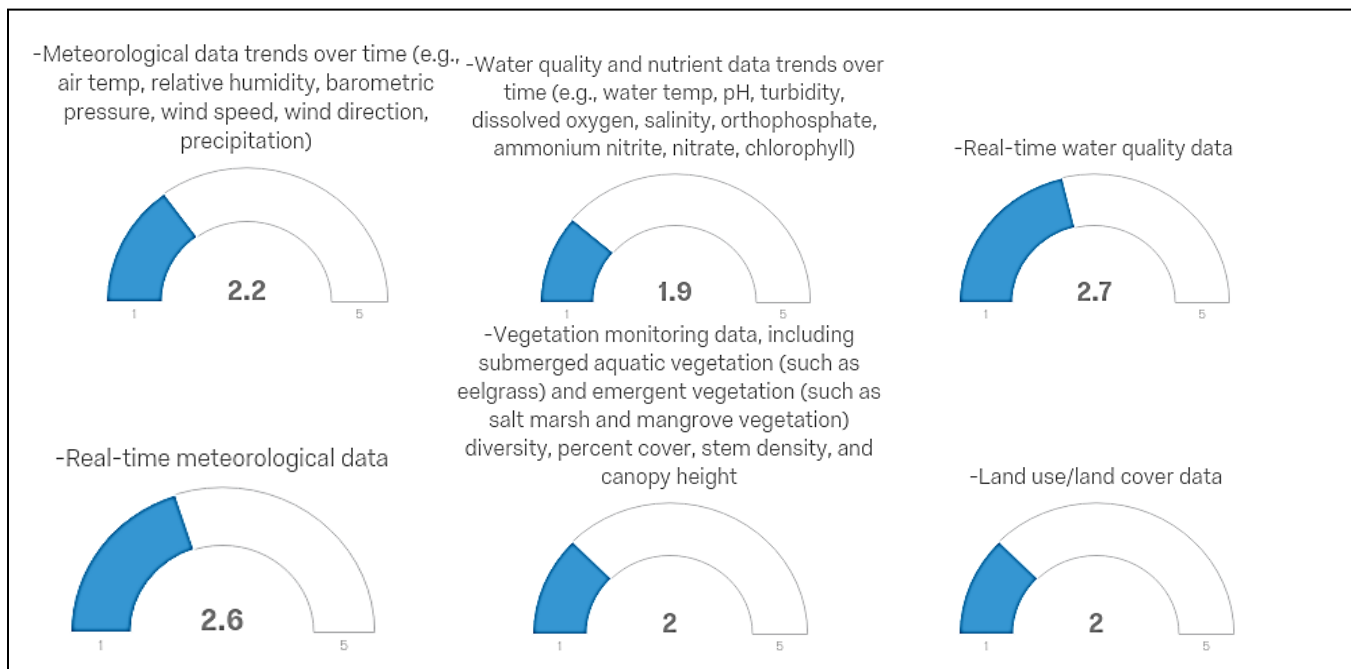 -Meteorological data trends over time (e.g.,
air temp, relative humidity, barometric
pressure, wind speed, wind direction,
precipitation)
2.2
1
5
-Water quality and nutrient data trends over
time (e.g., water temp, pH, turbidity,
dissolved oxygen, salinity, orthophosphate,
ammonium nitrite, nitrate, chlorophyll)
1.9
1
5
-Real-time water quality data
2.7
1
5
-Real-time meteorological data
2.6
1
5
-Vegetation monitoring data, including
submerged aquatic vegetation (such as
eelgrass) and emergent vegetation (such as
salt marsh and mangrove vegetation)
diversity, percent cover, stem density, and
canopy height
2
1
5
-Land use/land cover data
2
1
5